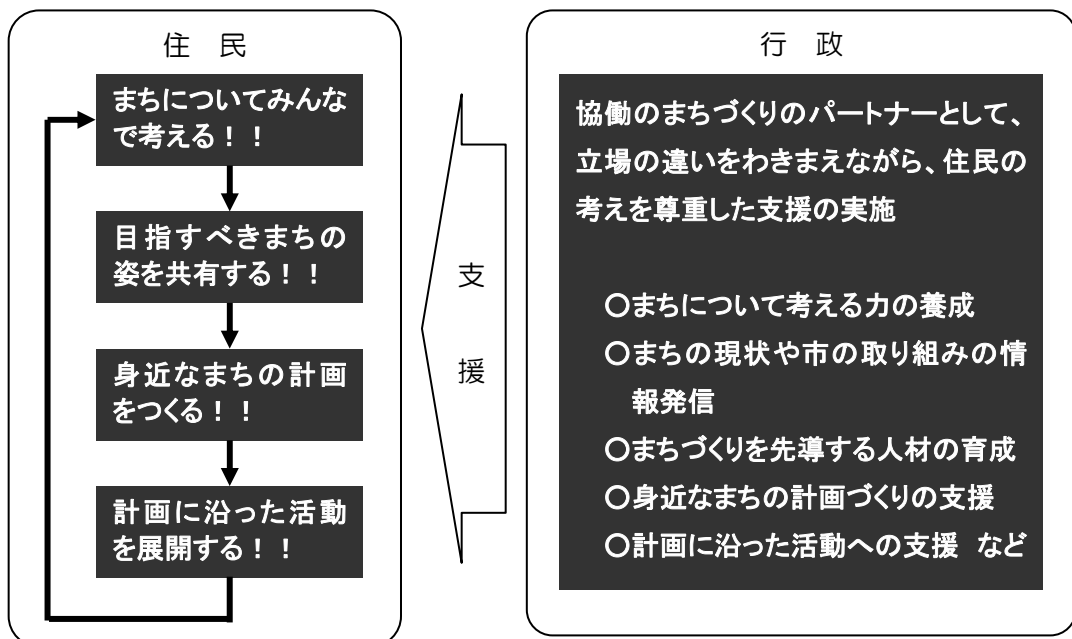 住 民
まちについてみんな
で考える！！
目指すべきまちの
姿を共有する！！
身近なまちの計画
をつくる！！
計画に沿った活動
を展開する！！
支
援
行 政
協働のまちづくりのパートナーとして、
立場の違いをわきまえながら、住民の
考えを尊重した支援の実施
○まちについて考える力の養成
○まちの現状や市の取り組みの情
報発信
○まちづくりを先導する人材の育成
○身近なまちの計画づくりの支援
○計画に沿った活動への支援 など